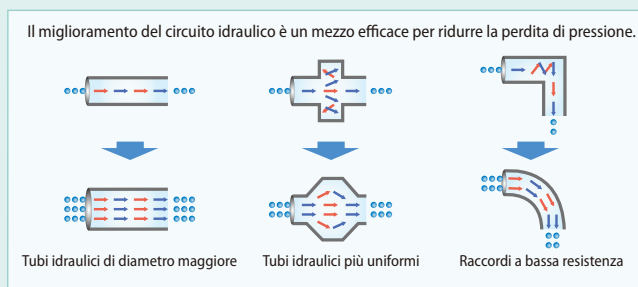 Il miglioramento del circuito idraulico è un mezzo efficace per ridurre la perdita di pressione.
Tubi idraulici di diametro maggiore
Tubi idraulici più uniformi
Raccordi a bassa resistenza